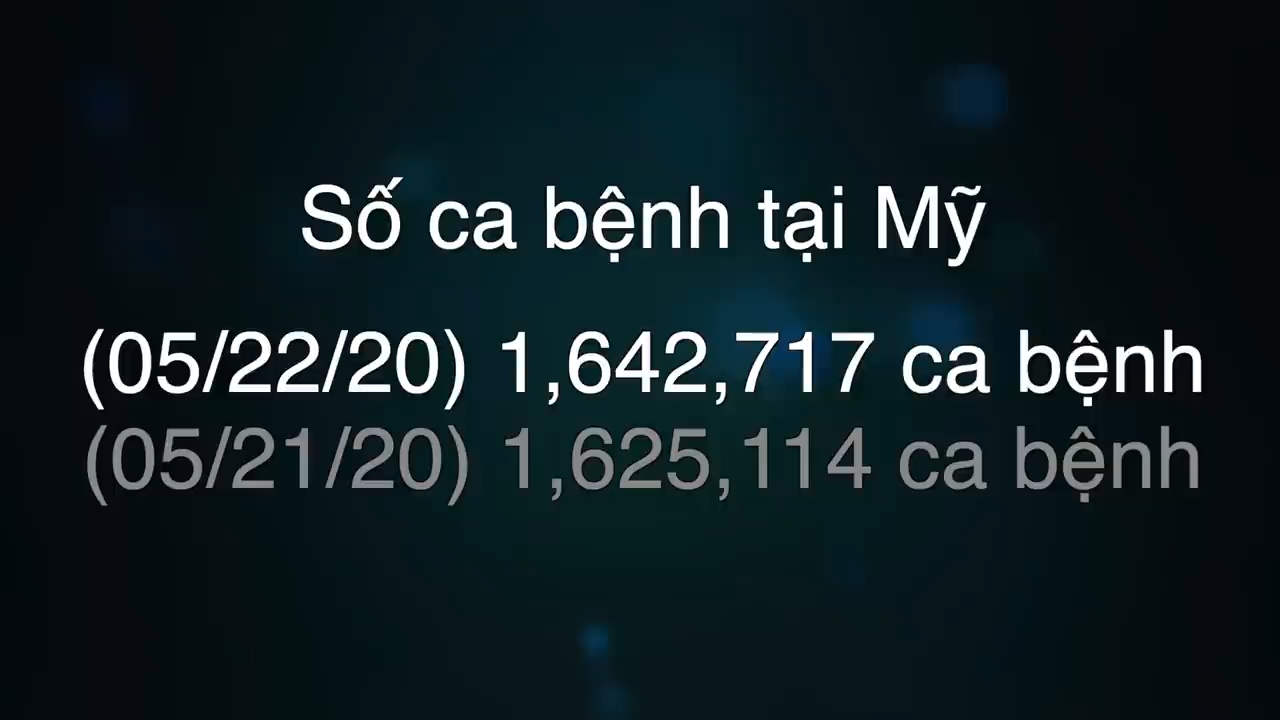 Số ca bệnh tại Mỹ
(05/22/20) 1,642,717 ca bệnh
(05/21/20) 1,625,114 ca bệnh